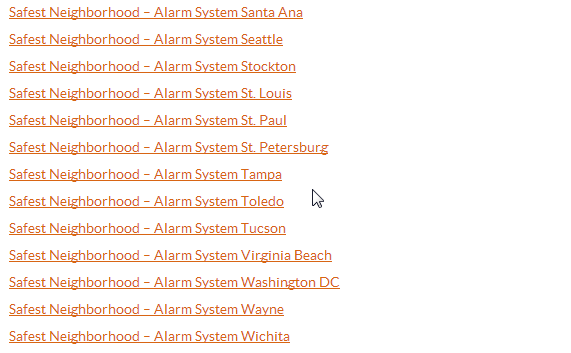 Safest Neighborhood – Alarm System Santa Ana
Safest Neighborhood – Alarm System Seattle
Safest Neighborhood – Alarm System Stockton
Safest Neighborhood – Alarm System St. Louis
Safest Neighborhood – Alarm System St. Paul
Safest Neighborhood – Alarm System St. Petersburg
Safest Neighborhood – Alarm System Tampa
Safest Neighborhood – Alarm System Toledo
Safest Neighborhood – Alarm System Tucson
Safest Neighborhood – Alarm System Virginia Beach
Safest Neighborhood – Alarm System Washington DC
Safest Neighborhood – Alarm System Wayne
Safest Neighborhood – Alarm System Wichita